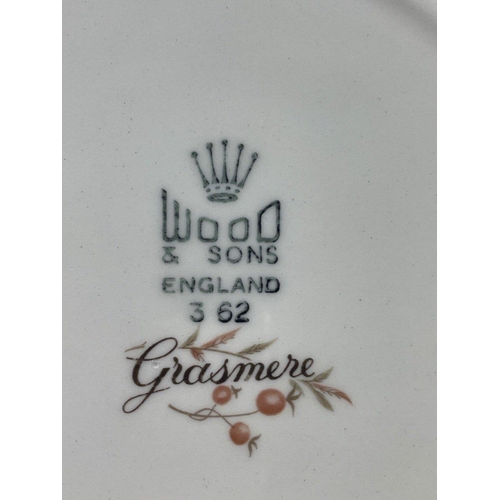 WOOD
& SONS
ENGLAND
3 62
Grasmere